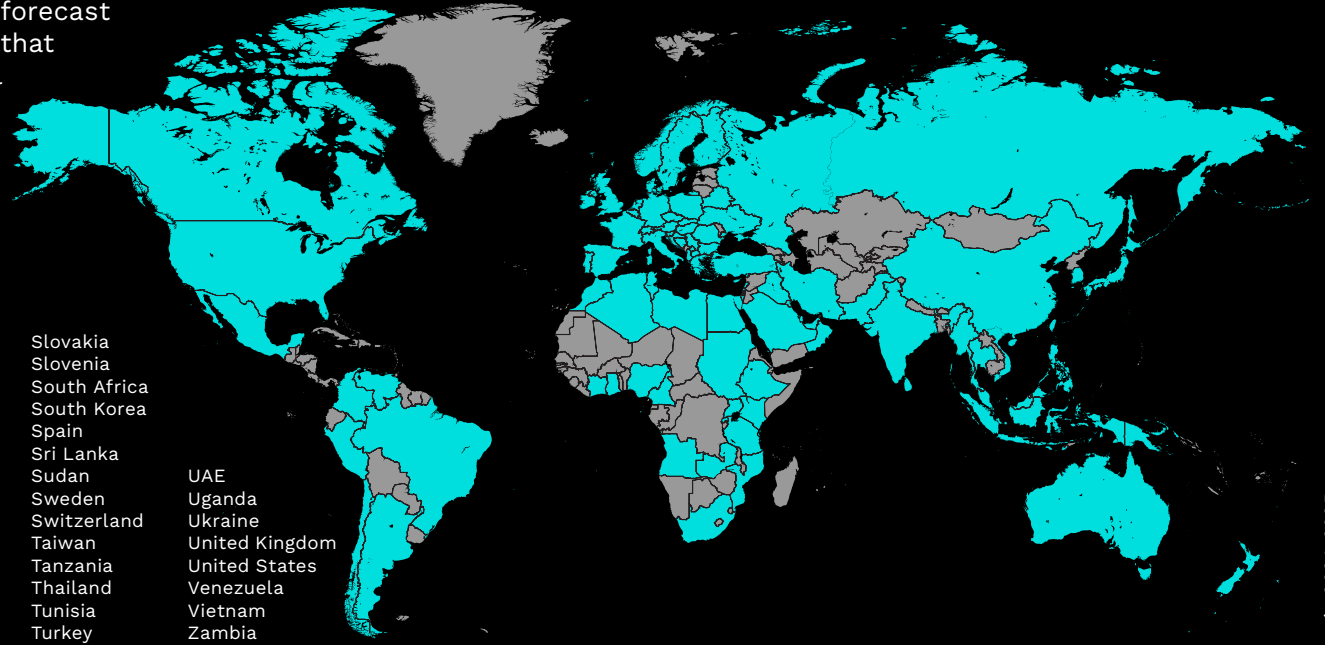 forecast
that
Slovakia
Slovenia
South Africa
South Korea
Spain
Sri Lanka
Sudan
Sweden
Switzerland
Taiwan
Tanzania
Thailand
Tunisia
Turkey
UAE
Uganda
Ukraine
United Kingdom
United States
Venezuela
Vietnam
Zambia